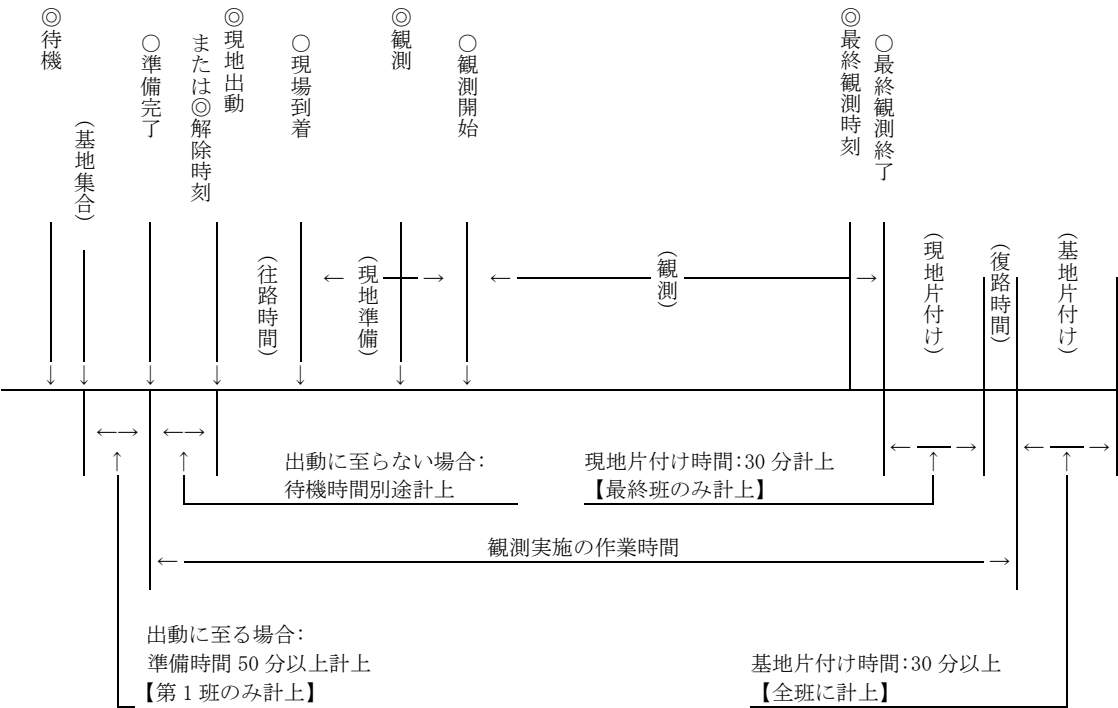 ◎待機
(基地集合)
○準備完了
◎現地出動
または◎解除時刻
○現場到着
◎観測
○観測開始
◎最終観測時刻
○最終観測終了
(往路時間)
(現地準備)
(観測)
(現地片付け)
(復路時間)
(基地片付け)
出動に至らない場合:
待機時間別途計上
現地片付け時間:30 分計上
【最終班のみ計上】
観測実施の作業時間
出動に至る場合:
準備時間 50 分以上計上
【第 1 班のみ計上】
基地片付け時間:30 分以上
【全班に計上】